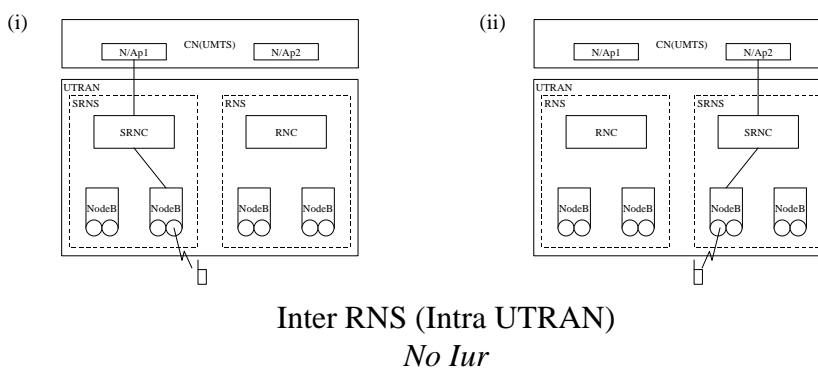 (i)
N/Ap1 CN(UMTS) N/Ap2
UTRAN
SRNS RNS
SRNC RNC
NodeB NodeB NodeB NodeB
(ii)
N/Ap1 CN(UMTS) N/Ap2
UTRAN
RNS SRNS
RNC SRNC
NodeB NodeB NodeB NodeB
Inter RNS (Intra UTRAN)
No Iur